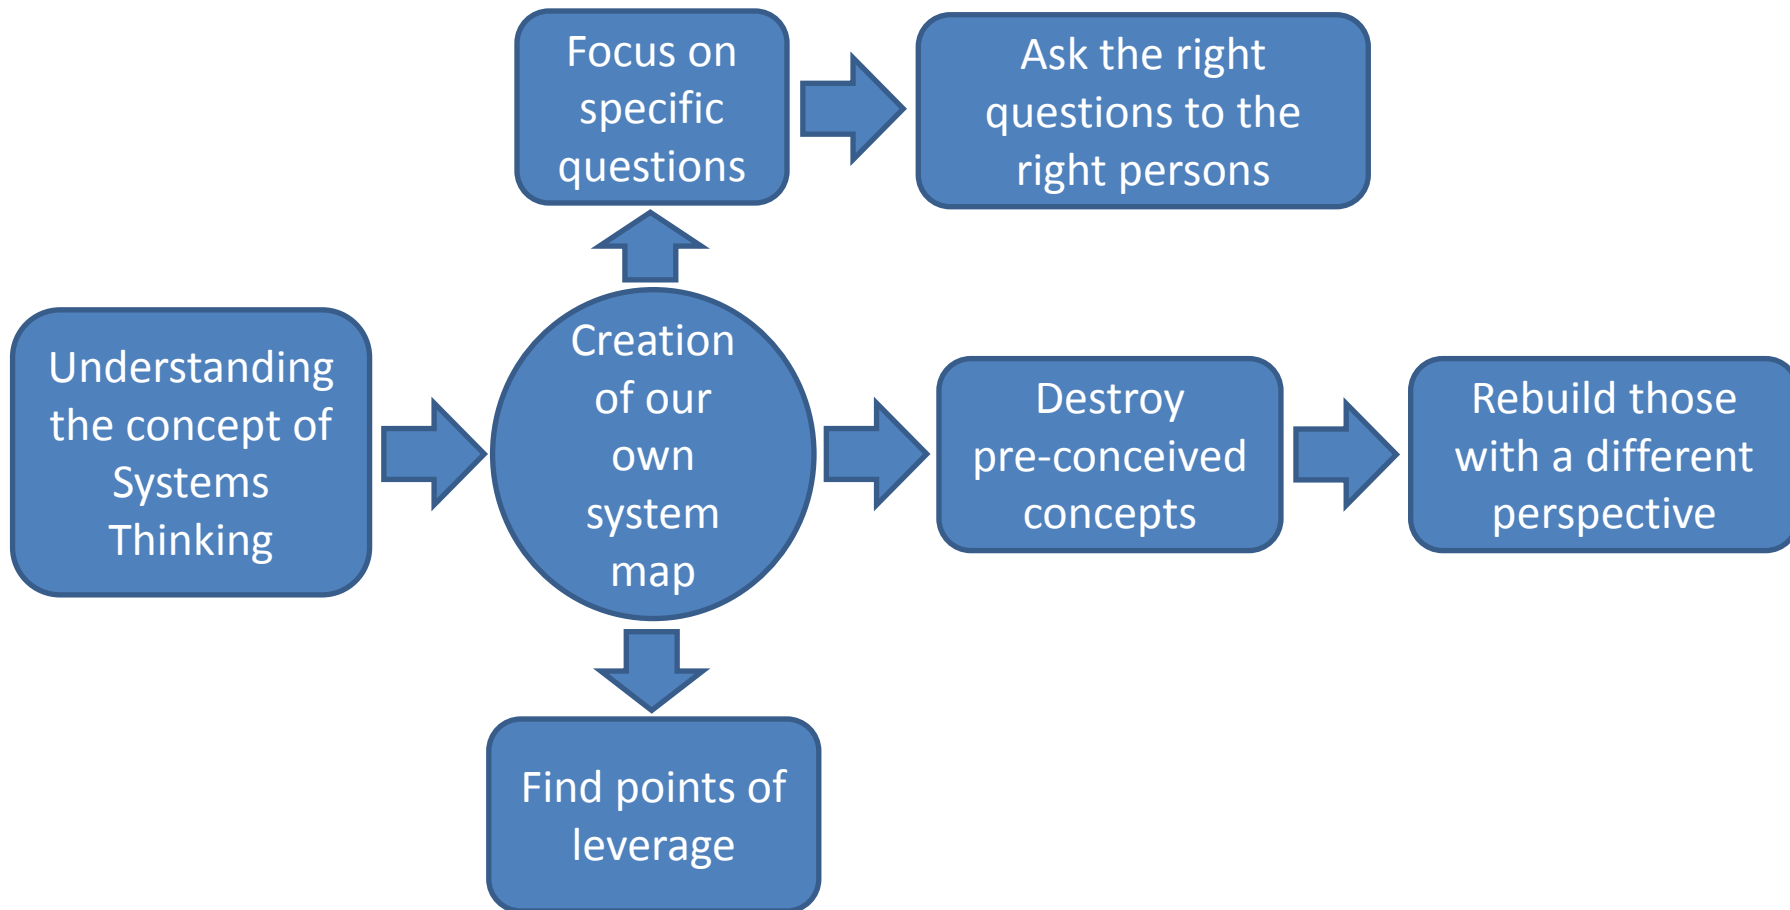 Focus on
specific
questions
Ask the right
questions to the
right persons
Understanding
the concept of
Systems
Thinking
Creation
of our
own
system
map
Destroy
pre-conceived
concepts
Rebuild those
with a different
perspective
Find points of
leverage